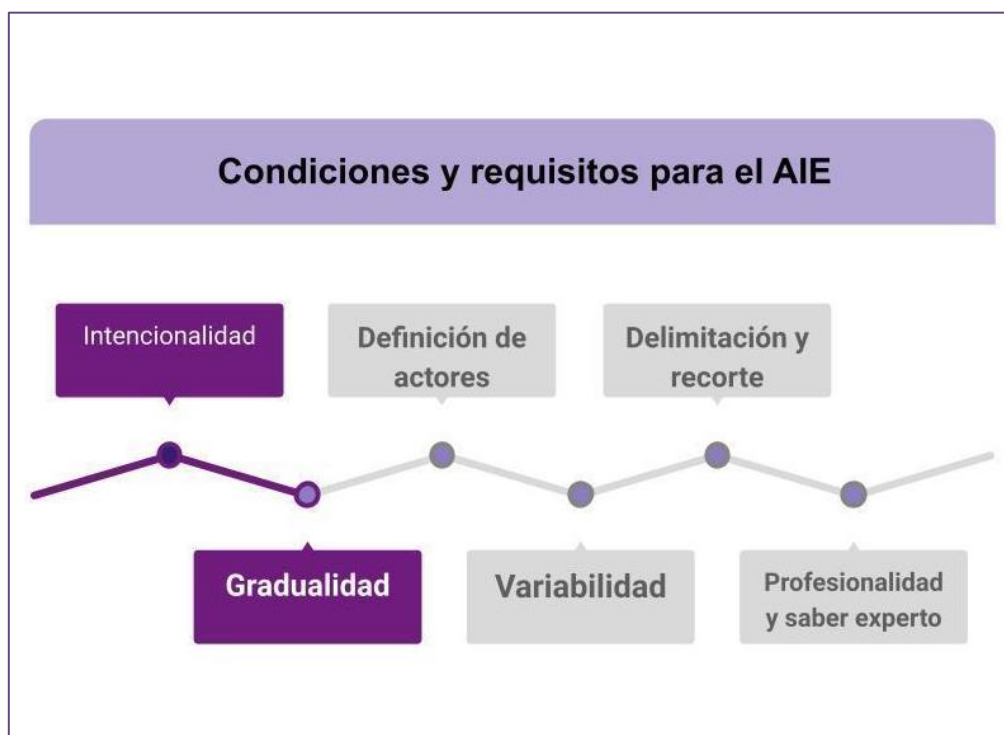 Condiciones y requisitos para el AIE
Intencionalidad
Definición de
actores
Delimitación y
recorte
Gradualidad
Variabilidad
Profesionalidad
y saber experto